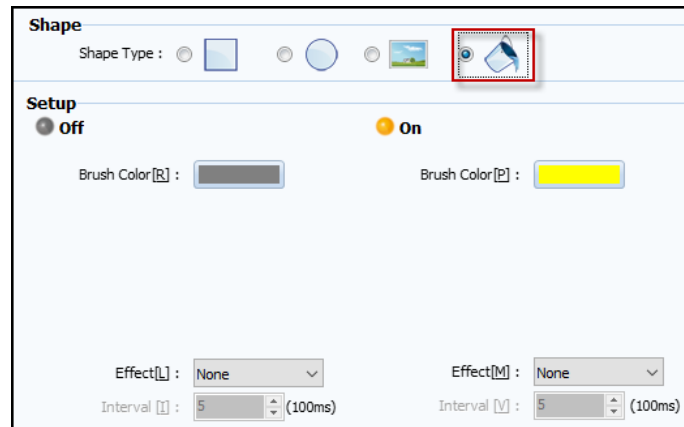 Shape
Shape Type :
Setup
Off On
Brush Color[R] : Brush Color[P] :
Effect[L] : None Effect[M] : None
Interval [I] : 5 (100ms) Interval [V] : 5 (100ms)